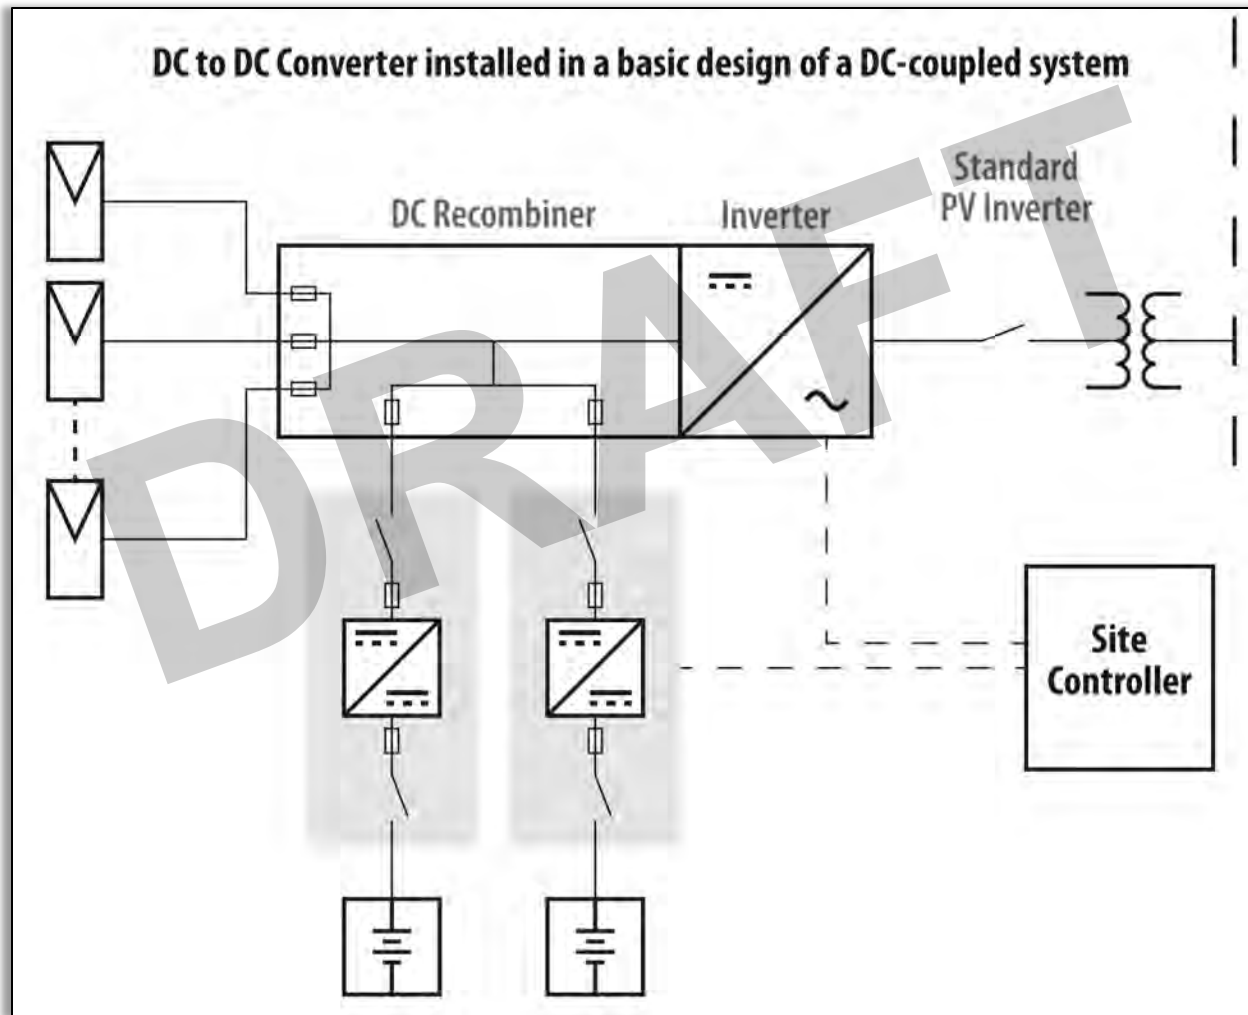 DC to DC Converter installed in a basic design of a DC-coupled system
Standard
PV Inverter
DC Recombiner
Inverter
Site
Controller
DRAFT